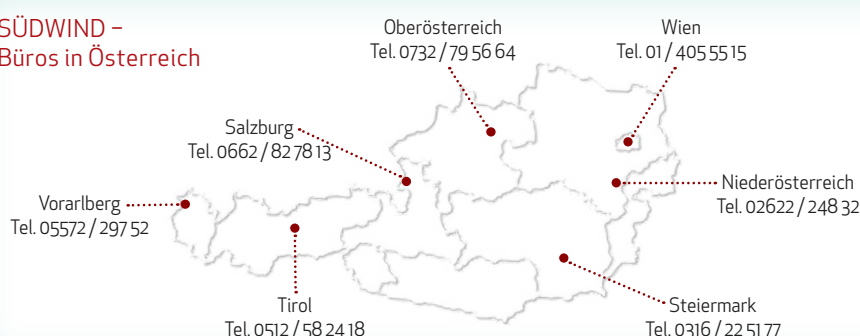 SÜDWIND –
Büros in Österreich
Oberösterreich
Tel. 0732 / 79 56 64
Wien
Tel. 01 / 405 55 15
Salzburg
Tel. 0662 / 82 78 13
Vorarlberg
Tel. 05572 / 297 52
Niederösterreich
Tel. 02622 / 248 32
Tirol
Tel. 0512 / 58 24 18
Steiermark
Tel. 0316 / 22 51 77